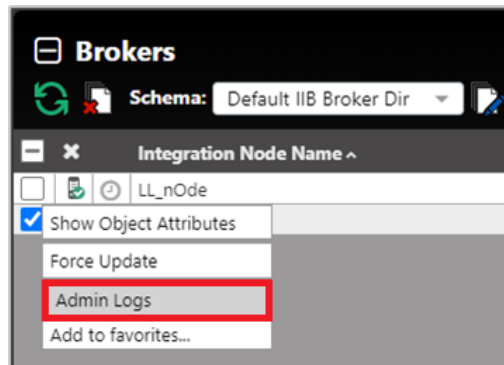 Brokers
Schema: Default IIB Broker Dir
Integration Node Name
LL_nOde
Show Object Attributes
Force Update
Admin Logs
Add to favorites...